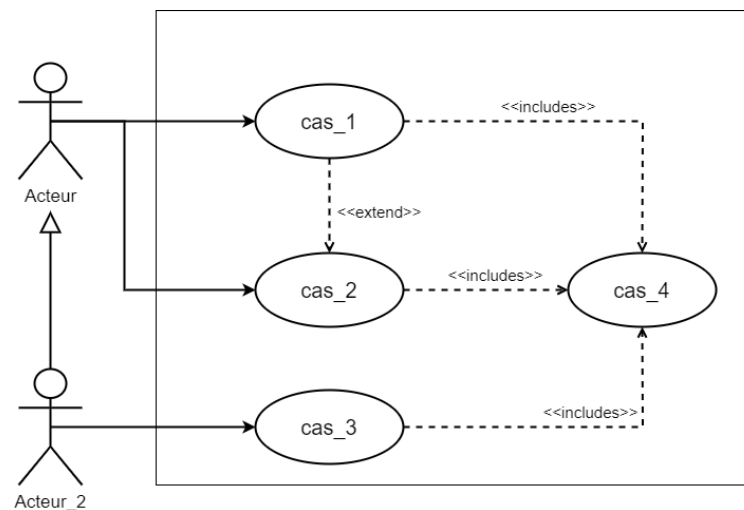 <<includes>>
cas_1
Acteur
<<extend>>
<<includes>>
cas_2
cas_4
<<includes>>
cas_3
Acteur_2